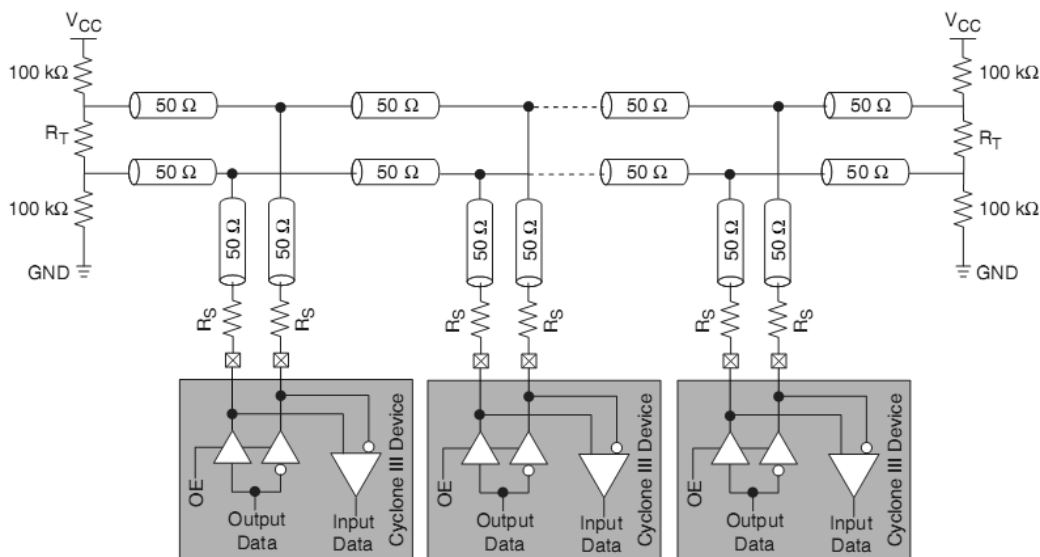 VCC
VCC
100 kΩ
100 kΩ
50 Ω
50 Ω
50 Ω
50 Ω
RT
RT
50 Ω
50 Ω
50 Ω
50 Ω
100 kΩ
100 kΩ
50 Ω
50 Ω
50 Ω
50 Ω
50 Ω
50 Ω
GND
GND
RS
RS
RS
RS
RS
RS
Cyclone III Device
Cyclone III Device
Cyclone III Device
OE
OE
OE
Output
Data
Input
Data
Output
Data
Input
Data
Output
Data
Input
Data